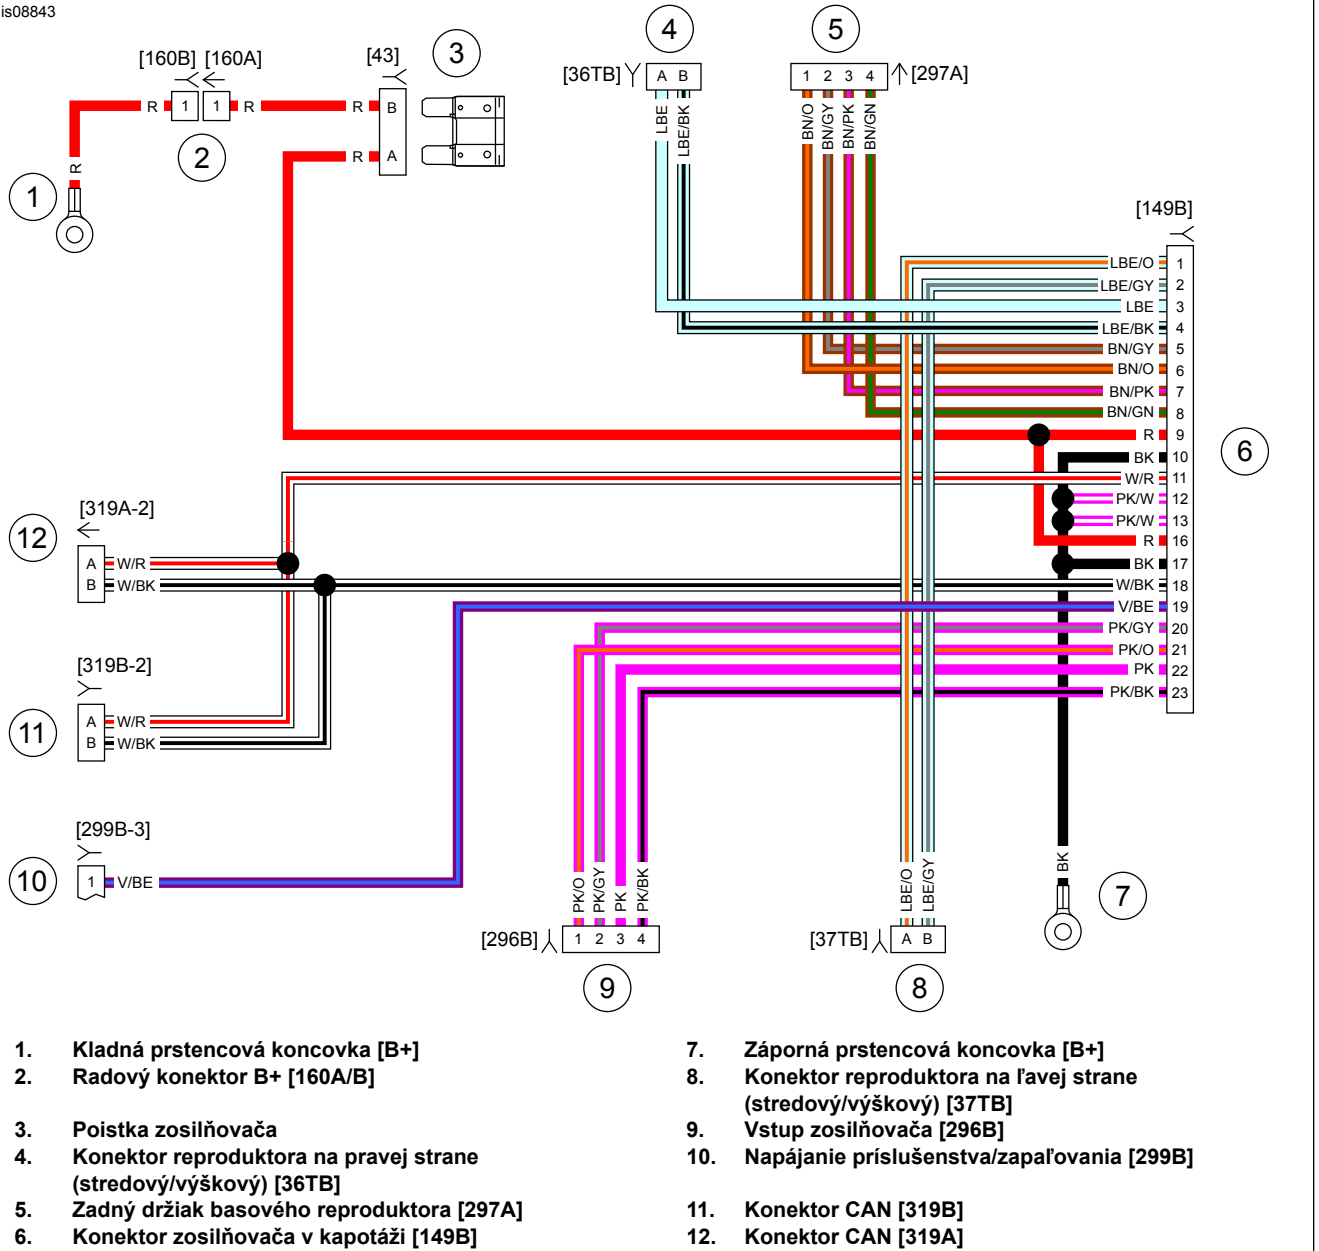 is08843
[160B] [160A]
[43]
3
4
5
[36TB]
A B
1 2 3 4
[297A]
R
1
1
R
R
B
R
A
R
1
2
LBE
LBE/BK
BN/O
BN/GY
BN/PK
BN/GN
[149B]
LBE/O 1
LBE/GY 2
LBE 3
LBE/BK 4
BN/GY 5
BN/O 6
BN/PK 7
BN/GN 8
R 9
BK 10
W/R 11
PK/W 12
PK/W 13
R 16
BK 17
W/BK 18
V/BE 19
PK/GY 20
PK/O 21
PK 22
PK/BK 23
6
[319A-2]
12
A W/R
B W/BK
[319B-2]
11
A W/R
B W/BK
[299B-3]
10
1 V/BE
PK/O
PK/GY
PK
PK/BK
LBE/O
LBE/GY
BK
7
[296B]
1 2 3 4
[37TB]
A B
9
8
1. Kladná prstencová koncovka [B+]
2. Radový konektor B+ [160A/B]
3. Poistka zosilňovača
4. Konektor reproduktora na pravej strane
(stredový/výškový) [36TB]
5. Zadný držiak basového reproduktora [297A]
6. Konektor zosilňovača v kapotáži [149B]
7. Záporná prstencová koncovka [B+]
8. Konektor reproduktora na ľavej strane
(stredový/výškový) [37TB]
9. Vstup zosilňovača [296B]
10. Napájanie príslušenstva/zapaľovania [299B]
11. Konektor CAN [319B]
12. Konektor CAN [319A]